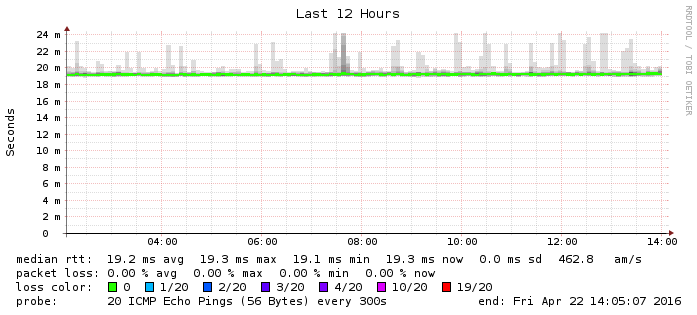 Last 12 Hours
RRDTOOL / TOBI OETIKER
Seconds
24 m
22 m
20 m
18 m
16 m
14 m
12 m
10 m
8 m
6 m
4 m
2 m
0
04:00 06:00 08:00 10:00 12:00 14:00
median rtt: 19.2 ms avg 19.3 ms max 19.1 ms min 19.3 ms now 0.0 ms sd 462.8 am/s
packet loss: 0.00 % avg 0.00 % max 0.00 % min 0.00 % now
loss color: 0 1/20 2/20 3/20 4/20 10/20 19/20
probe: 20 ICMP Echo Pings (56 Bytes) every 300s end: Fri Apr 22 14:05:07 2016